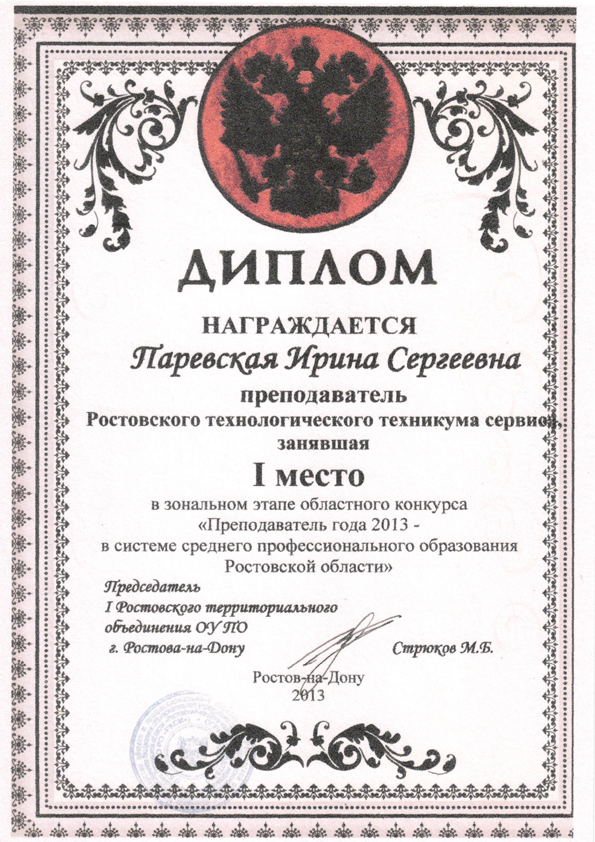 ДИПЛОМ
НАГРАЖДАЕТСЯ
Паревская Ирина Сергеевна
преподаватель
Ростовского технологического техникума сервиса,
занявшая
I место
в зональном этапе областного конкурса
«Преподаватель года 2013 -
в системе среднего профессионального образования
Ростовской области»
Председатель
I Ростовского территориального
объединения ОУ ПО
г. Ростова-на-Дону Стрюков М.Б.
Ростов-на-Дону
2013